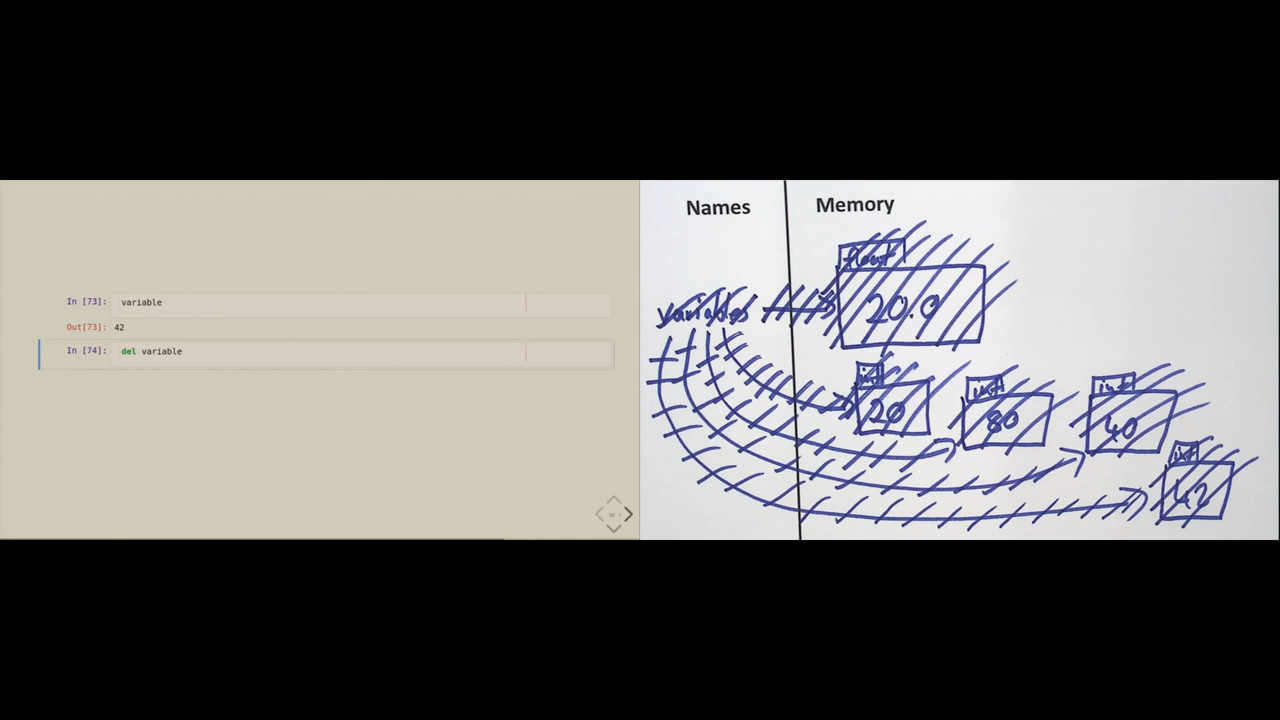 In [73]: variable
Out[73]: 42
In [74]: del variable
Names Memory
float
variable
20.0
int
20
int
80
int
40
int
42